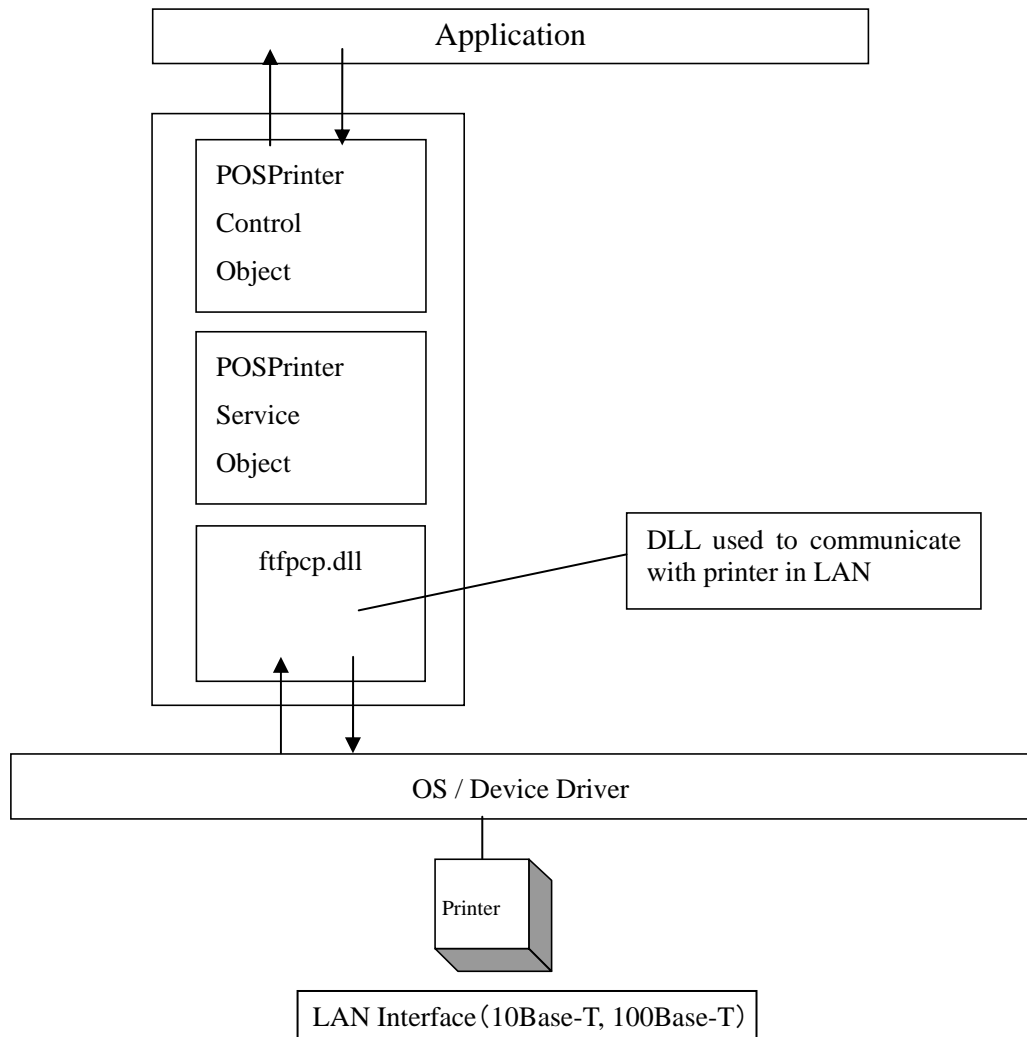 Application
POSPrinter
Control
Object
POSPrinter
Service
Object
ftfpcp.dll
DLL used to communicate
with printer in LAN
OS / Device Driver
Printer
LAN Interface（10Base-T, 100Base-T）